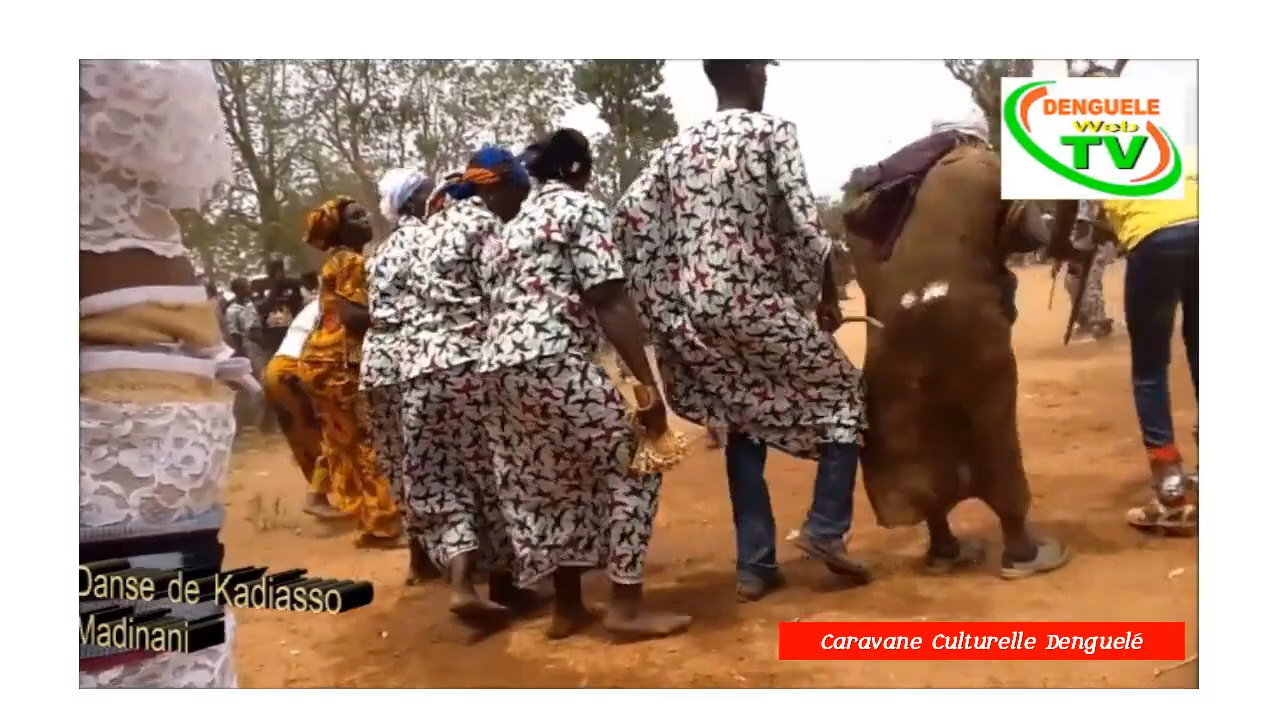 DENGUELE
Web
TV
Danse de Kadiasso
Madinani
Caravane Culturelle Denguelé